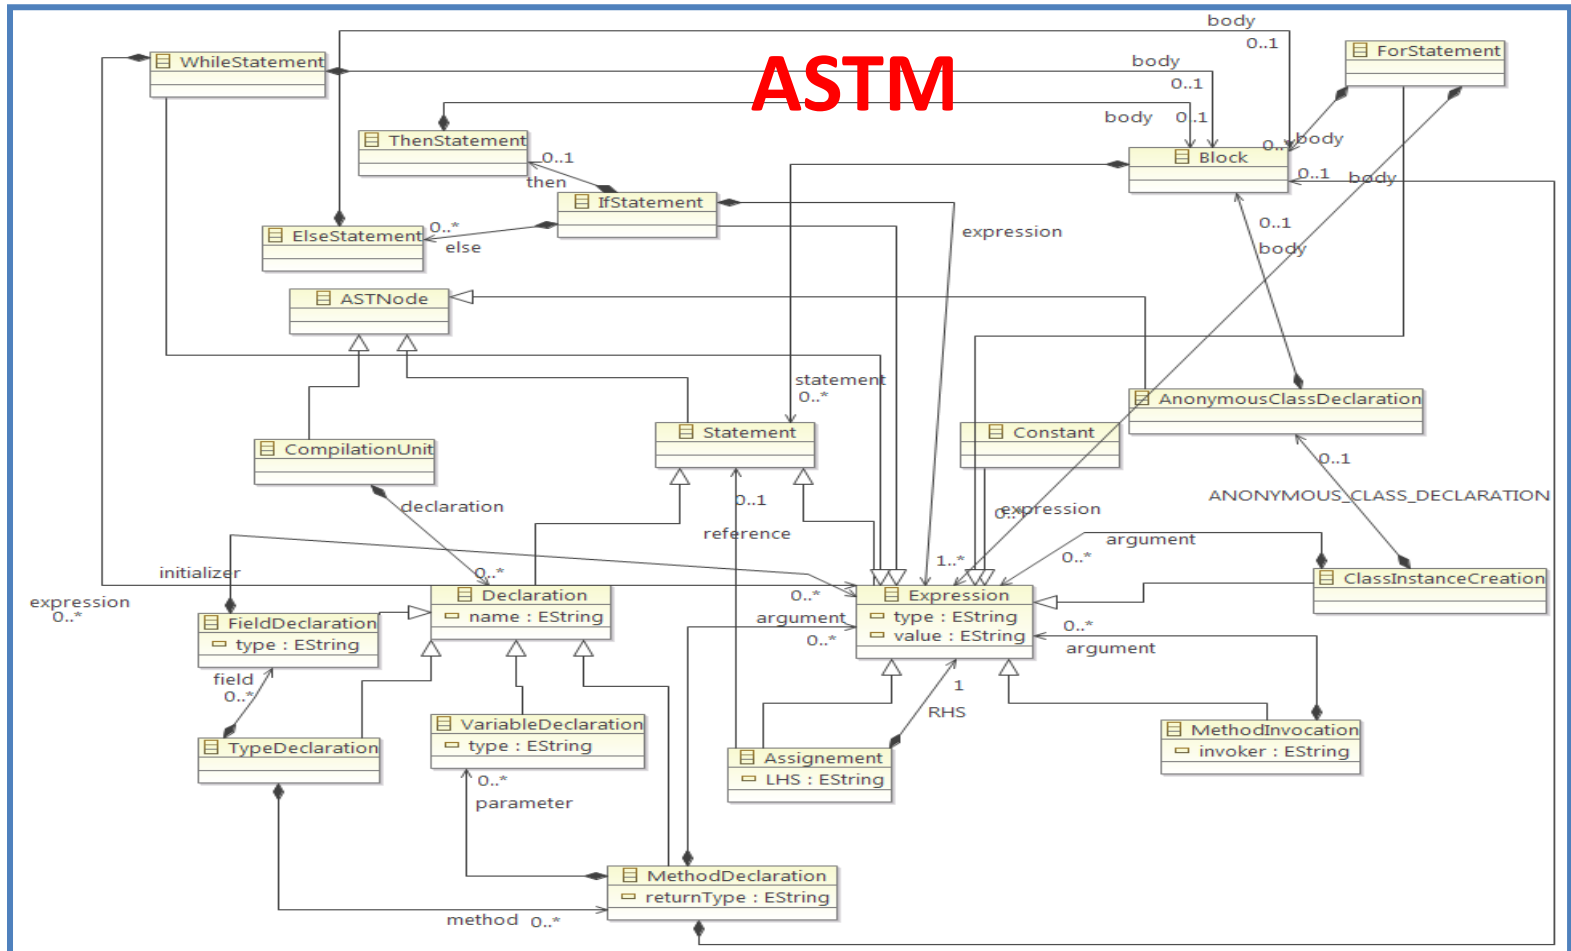 body
0..1
WhileStatement
ASTM
body
0..1
ForStatement
body 0..1
ThenStatement
0..1
then
body
Block
0..1
body
IfStatement
0..*
ElseStatement
else
expression
0..1
body
ASTNode
statement
0..*
AnonymousClassDeclaration
Statement
Constant
CompilationUnit
0..1
declaration
0..1
ANONYMOUS_CLASS_DECLARATION
expression
reference
argument
1..*
0..*
initializer
0..*
ClassInstanceCreation
expression
0..*
Declaration
name : EString
0..*
Expression
type : EString
value : EString
FieldDeclaration
type : EString
argument
0..*
0..*
argument
field
0..*
1
RHS
VariableDeclaration
type : EString
MethodInvocation
invoker : EString
TypeDeclaration
Assignement
LHS : EString
0..*
parameter
MethodDeclaration
returnType : EString
method 0..*